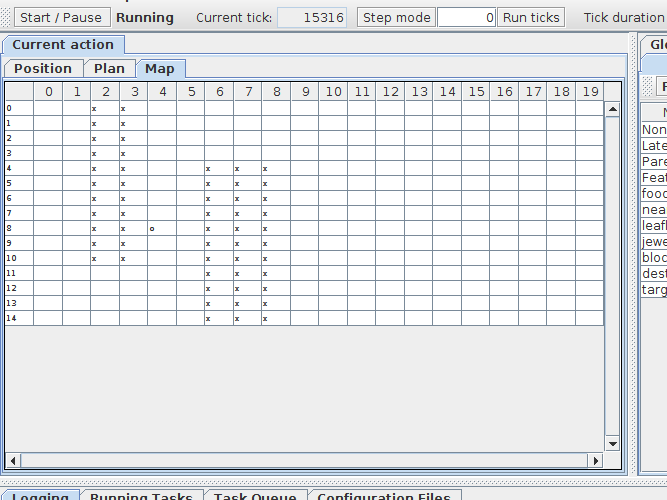 Start / Pause Running Current tick: 15316 Step mode 0 Run ticks Tick duration
Current action Glo
Position Plan Map
0 1 2 3 4 5 6 7 8 9 10 11 12 13 14 15 16 17 18 19
0 x x
1 x x
2 x x
3 x x
4 x x x x x
5 x x x x x
6 x x x x x
7 x x x x x
8 x x o x x x
9 x x x x x
10 x x x x x
11 x x x
12 x x x
13 x x x
14 x x x
N
Non
Late
Pare
Feat
food
nea
leafl
jewe
bloc
dest
targ
Logging Running Tasks Task Queue Configuration Files